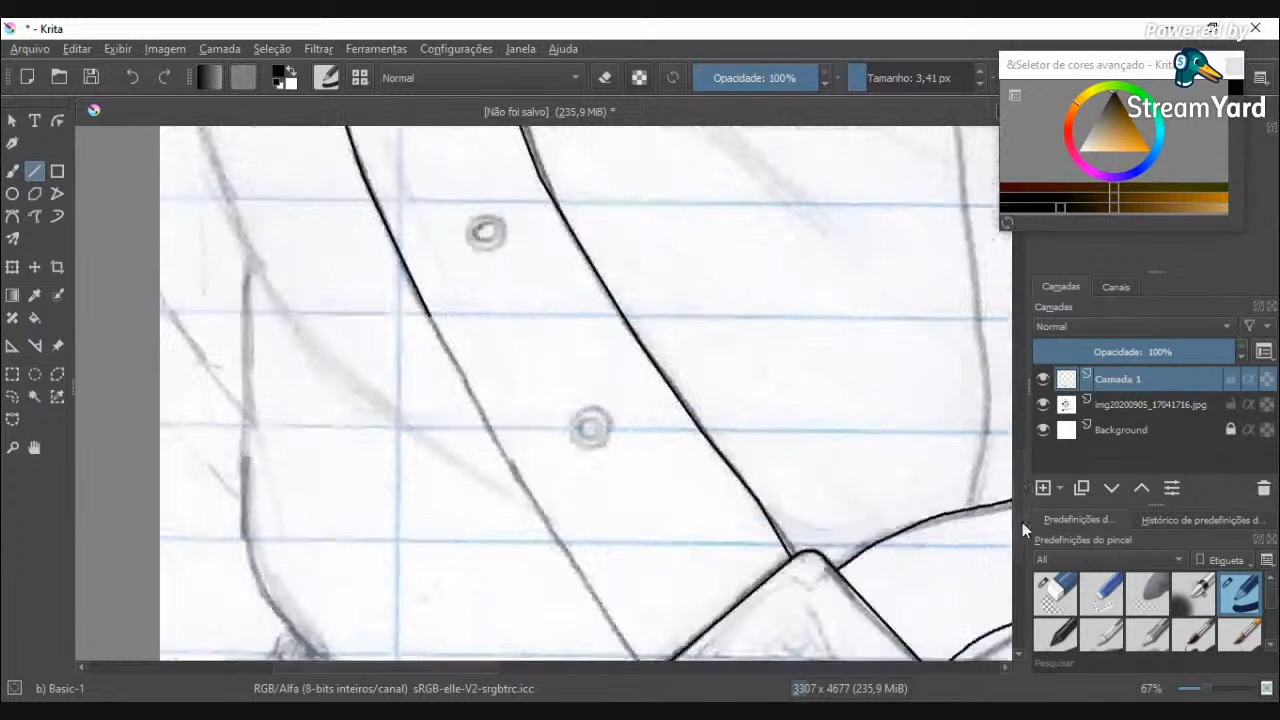 * - Krita
Powered by
Arquivo Editar Exibir Imagem Camada Seleção Filtrar Ferramentas Configurações Janela Ajuda
&Seletor de cores avançado - Krita
StreamYard
Normal
Opacidade: 100%
Tamanho: 3,41 px
[Não foi salvo] (235,9 MiB) *
Camadas Canais
Camadas
Normal
Opacidade: 100%
Camada 1
img20200905_17041716.jpg
Background
Predefinições d... Histórico de predefinições d...
Predefinições do pincel
All
Etiqueta
Pesquisar
b) Basic-1
RGB/Alfa (8-bits inteiros/canal) sRGB-elle-V2-srgbtrc.icc
3307 x 4677 (235,9 MiB)
67%